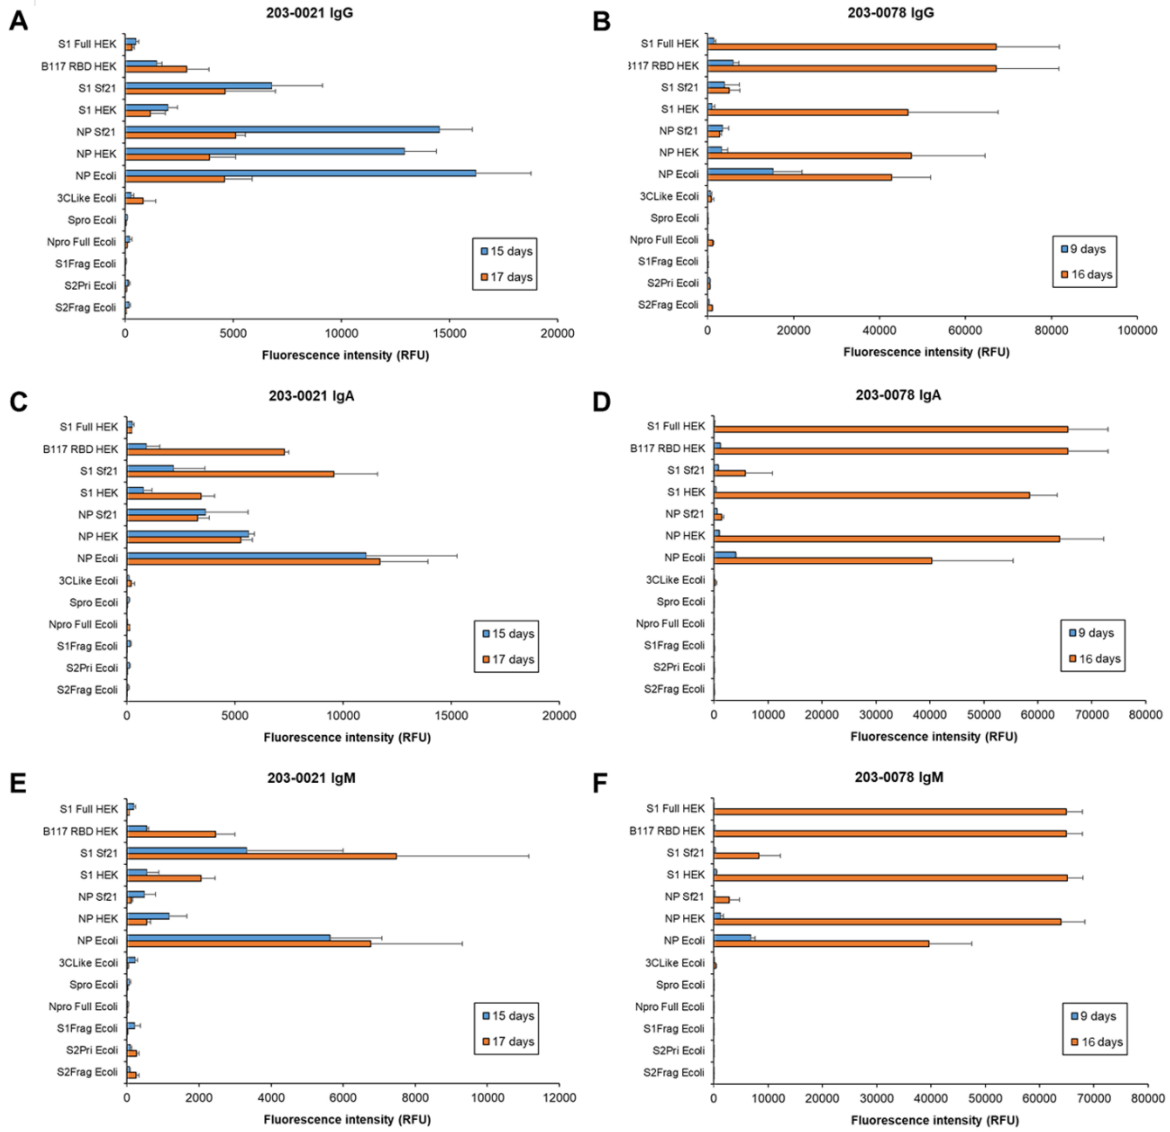 A
203-0021 IgG
S1 Full HEK
B117 RBD HEK
S1 Sf21
S1 HEK
NP Sf21
NP HEK
NP Ecoli
3CLike Ecoli
Spro Ecoli
Npro Full Ecoli
S1Frag Ecoli
S2Pri Ecoli
S2Frag Ecoli
15 days
17 days
0 5000 10000 15000 20000
Fluorescence intensity (RFU)
B
203-0078 IgG
S1 Full HEK
3117 RBD HEK
S1 Sf21
S1 HEK
NP Sf21
NP HEK
NP Ecoli
3CLike Ecoli
Spro Ecoli
Npro Full Ecoli
S1Frag Ecoli
S2Pri Ecoli
S2Frag Ecoli
9 days
16 days
0 20000 40000 60000 80000 100000
Fluorescence intensity (RFU)
C
203-0021 IgA
S1 Full HEK
B117 RBD HEK
S1 Sf21
S1 HEK
NP Sf21
NP HEK
NP Ecoli
3CLike Ecoli
Spro Ecoli
Npro Full Ecoli
S1Frag Ecoli
S2Pri Ecoli
S2Frag Ecoli
15 days
17 days
0 5000 10000 15000 20000
Fluorescence intensity (RFU)
D
203-0078 IgA
S1 Full HEK
B117 RBD HEK
S1 Sf21
S1 HEK
NP Sf21
NP HEK
NP Ecoli
3CLike Ecoli
Spro Ecoli
Npro Full Ecoli
S1Frag Ecoli
S2Pri Ecoli
S2Frag Ecoli
9 days
16 days
0 10000 20000 30000 40000 50000 60000 70000 80000
Fluorescence intensity (RFU)
E
203-0021 IgM
S1 Full HEK
B117 RBD HEK
S1 Sf21
S1 HEK
NP Sf21
NP HEK
NP Ecoli
3CLike Ecoli
Spro Ecoli
Npro Full Ecoli
S1Frag Ecoli
S2Pri Ecoli
S2Frag Ecoli
15 days
17 days
0 2000 4000 6000 8000 10000 12000
Fluorescence intensity (RFU)
F
203-0078 IgM
S1 Full HEK
B117 RBD HEK
S1 Sf21
S1 HEK
NP Sf21
NP HEK
NP Ecoli
3CLike Ecoli
Spro Ecoli
Npro Full Ecoli
S1Frag Ecoli
S2Pri Ecoli
S2Frag Ecoli
9 days
16 days
0 10000 20000 30000 40000 50000 60000 70000 80000
Fluorescence intensity (RFU)